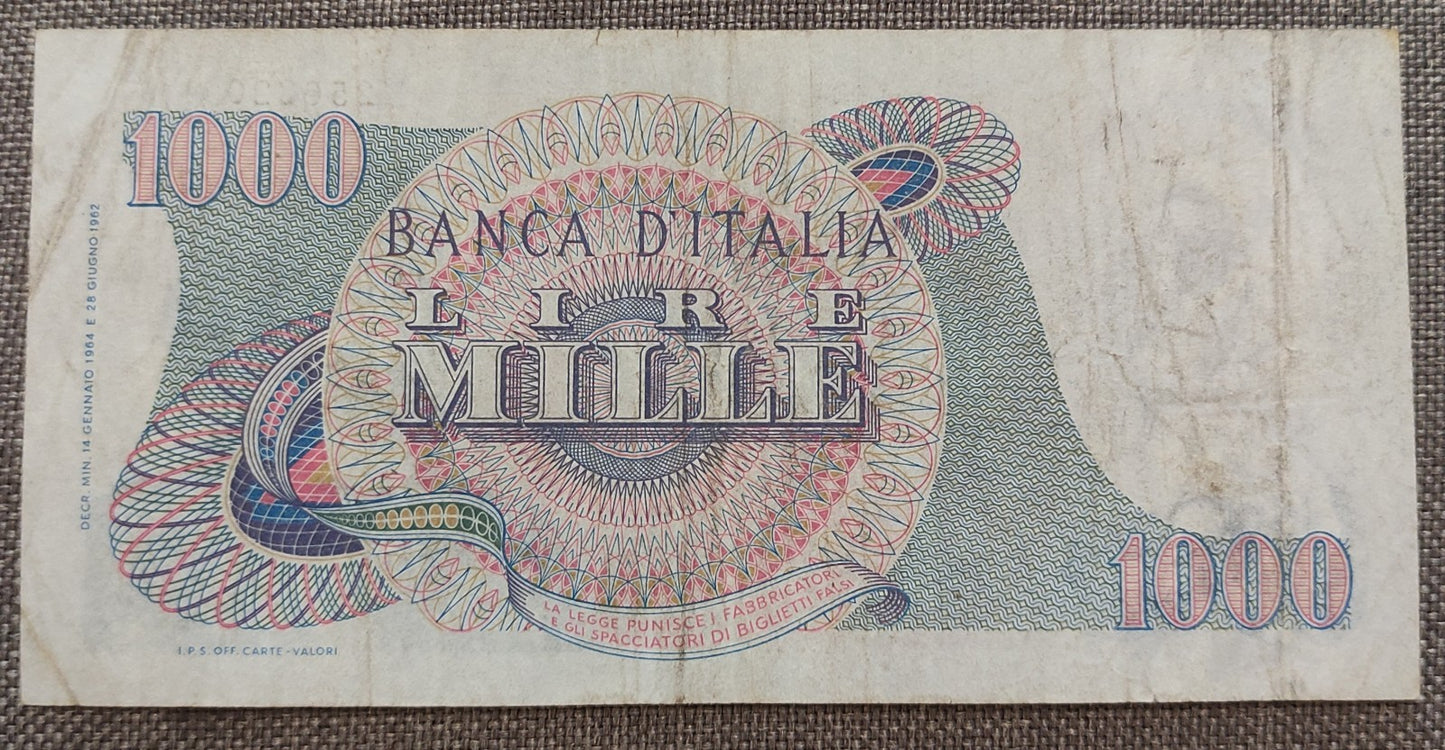 1000
BANCA D'ITALIA
LIRE
MILLE
DECR. MIN. 14 GENNAIO 1964 E 28 GIUGNO 1962
LA LEGGE PUNISCE I FABBRICATORI
E GLI SPACCIATORI DI BIGLIETTI FALSI
1000
I.P.S. OFF. CARTE-VALORI